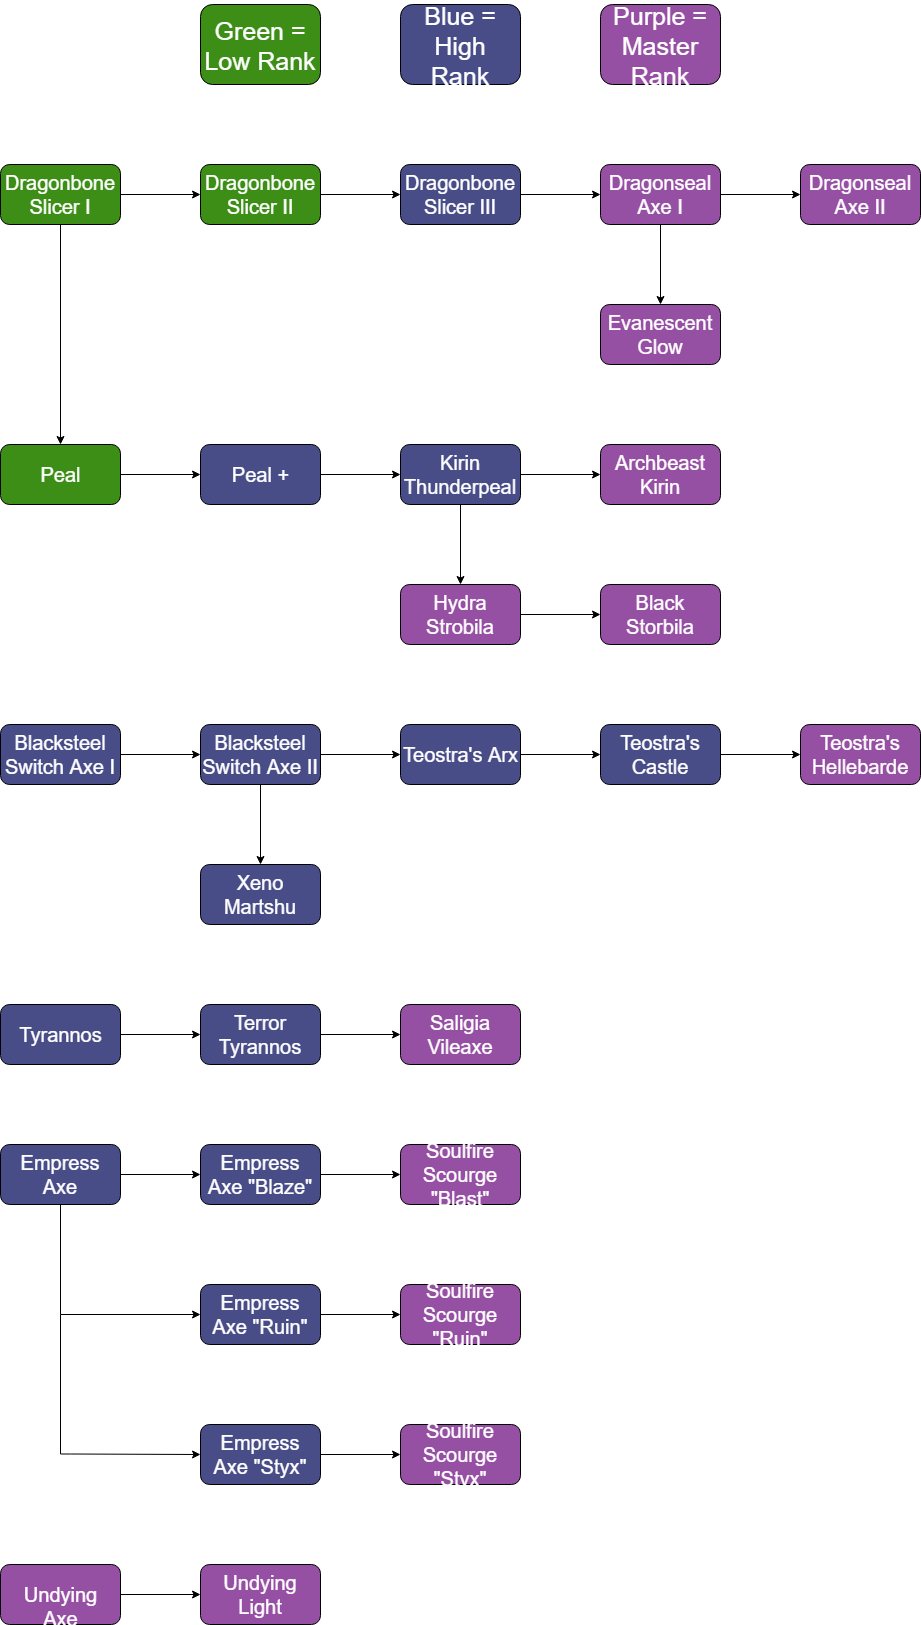 Green =
Low Rank
Blue =
High
Rank
Purple =
Master
Rank
Dragonbone
Slicer I
Dragonbone
Slicer II
Dragonbone
Slicer III
Dragonseal
Axe I
Dragonseal
Axe II
Evanescent
Glow
Peal
Peal +
Kirin
Thunderpeal
Archbeast
Kirin
Hydra
Strobila
Black
Storbila
Blacksteel
Switch Axe I
Blacksteel
Switch Axe II
Teostra's Arx
Teostra's
Castle
Teostra's
Hellebarde
Xeno
Martshu
Tyrannos
Terror
Tyrannos
Saligia
Vileaxe
Empress
Axe
Empress
Axe "Blaze"
Soulfire
Scourge
"Blast"
Empress
Axe "Ruin"
Soulfire
Scourge
"Ruin"
Empress
Axe "Styx"
Soulfire
Scourge
"Styx"
Undying
Axe
Undying
Light